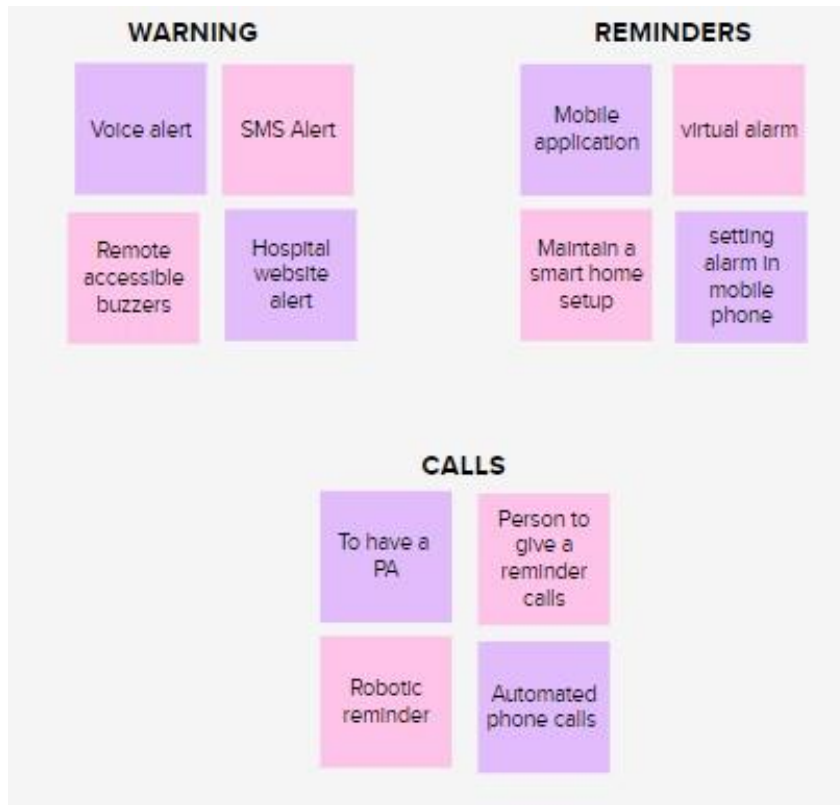 WARNING
Voice alert
SMS Alert
Remote
accessible
buzzers
Hospital
website
alert
REMINDERS
Mobile
application
virtual alarm
Maintain a
smart home
setup
setting
alarm in
mobile
phone
CALLS
To have a
PA
Person to
give a
reminder
calls
Robotic
reminder
Automated
phone calls